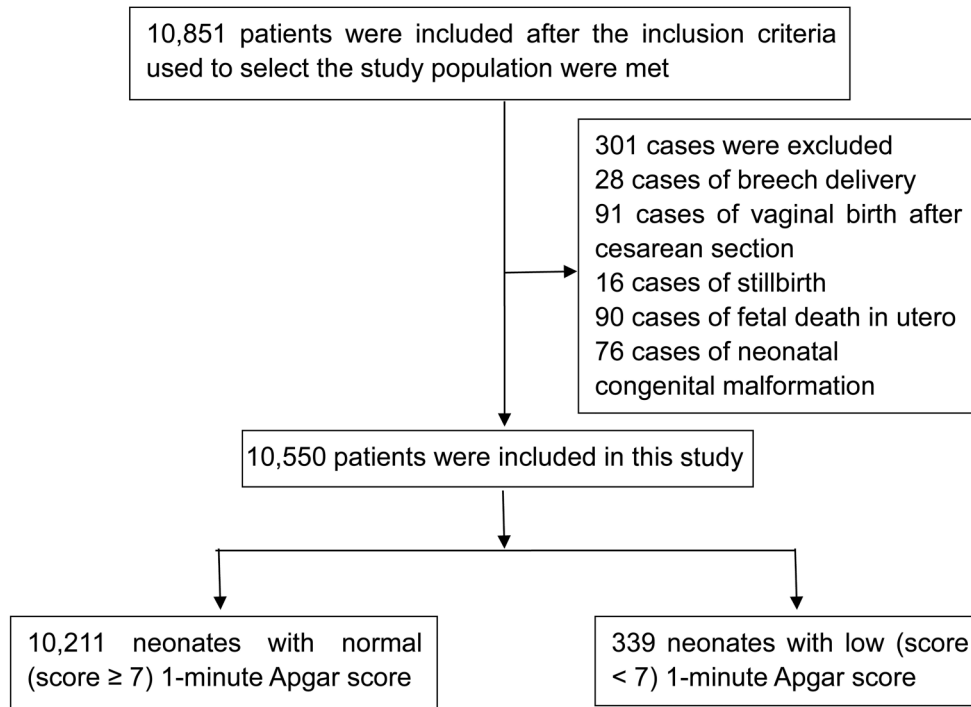 10,851 patients were included after the inclusion criteria
used to select the study population were met
301 cases were excluded
28 cases of breech delivery
91 cases of vaginal birth after
cesarean section
16 cases of stillbirth
90 cases of fetal death in utero
76 cases of neonatal
congenital malformation
10,550 patients were included in this study
10,211 neonates with normal
(score ≥ 7) 1-minute Apgar score
339 neonates with low (score
< 7) 1-minute Apgar score